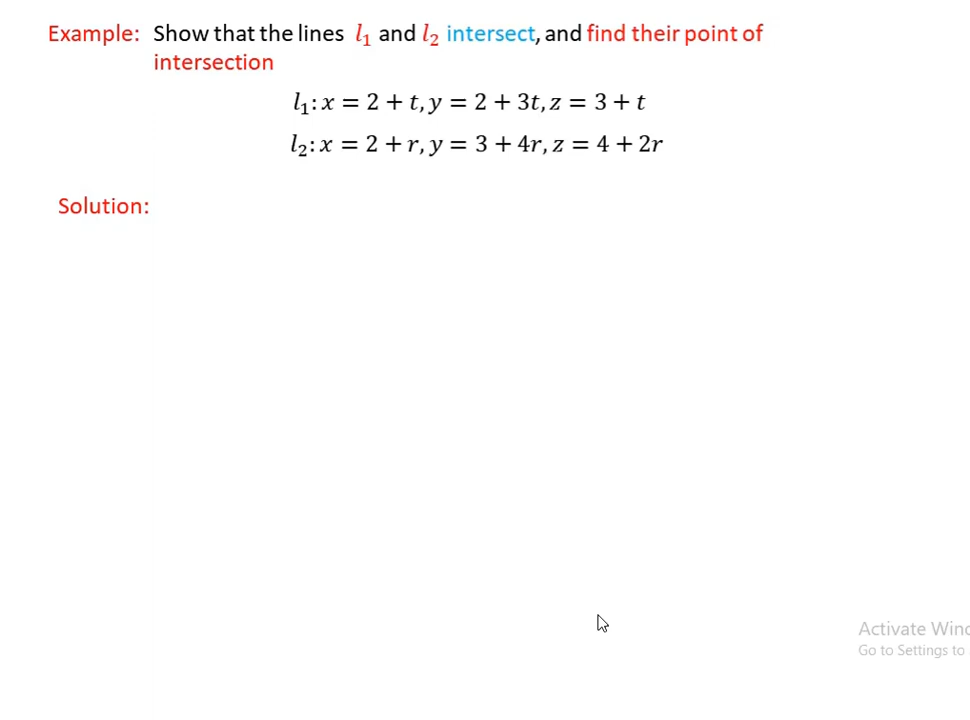 Example: Show that the lines l₁ and l₂ intersect, and find their point of
intersection
l₁: x = 2 + t, y = 2 + 3t, z = 3 + t
l₂: x = 2 + r, y = 3 + 4r, z = 4 + 2r
Solution:
Activate Wind
Go to Settings to